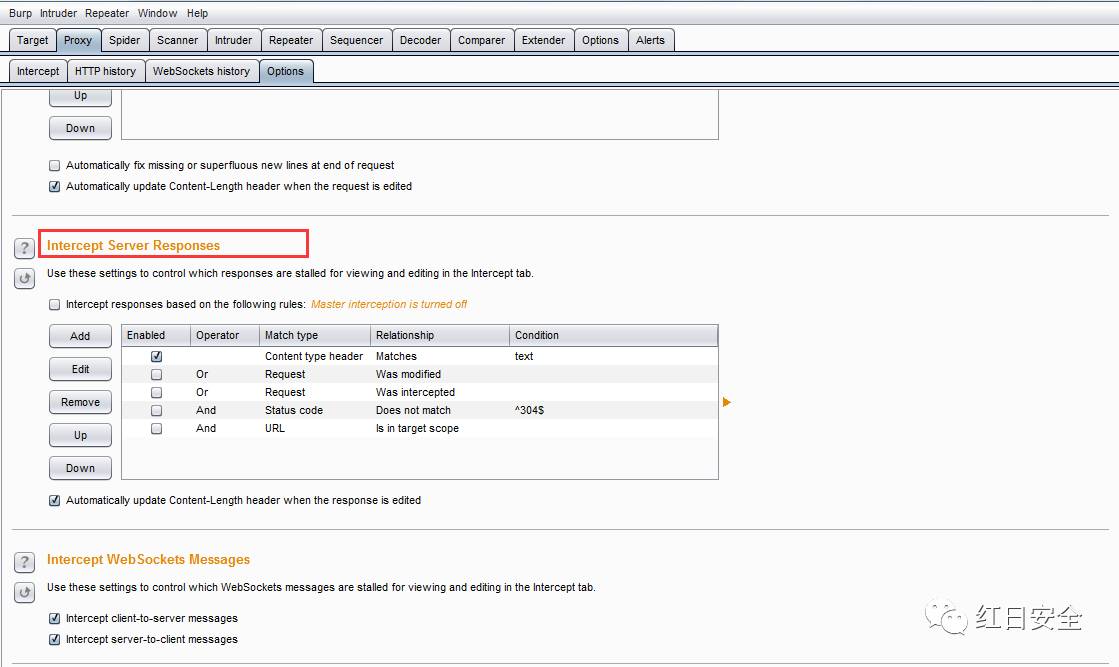 Burp Intruder Repeater Window Help
Target Proxy Spider Scanner Intruder Repeater Sequencer Decoder Comparer Extender Options Alerts
Intercept HTTP history WebSockets history Options
Up
Down
Automatically fix missing or superfluous new lines at end of request
Automatically update Content-Length header when the request is edited
? Intercept Server Responses
Use these settings to control which responses are stalled for viewing and editing in the Intercept tab.
Intercept responses based on the following rules: Master interception is turned off
Add Enabled Operator Match type Relationship Condition
Content type header Matches text
Edit Or Request Was modified
Or Request Was intercepted
Remove And Status code Does not match ^304$
Up And URL Is in target scope
Down
Automatically update Content-Length header when the response is edited
? Intercept WebSockets Messages
Use these settings to control which WebSockets messages are stalled for viewing and editing in the Intercept tab.
Intercept client-to-server messages
Intercept server-to-client messages
红日安全